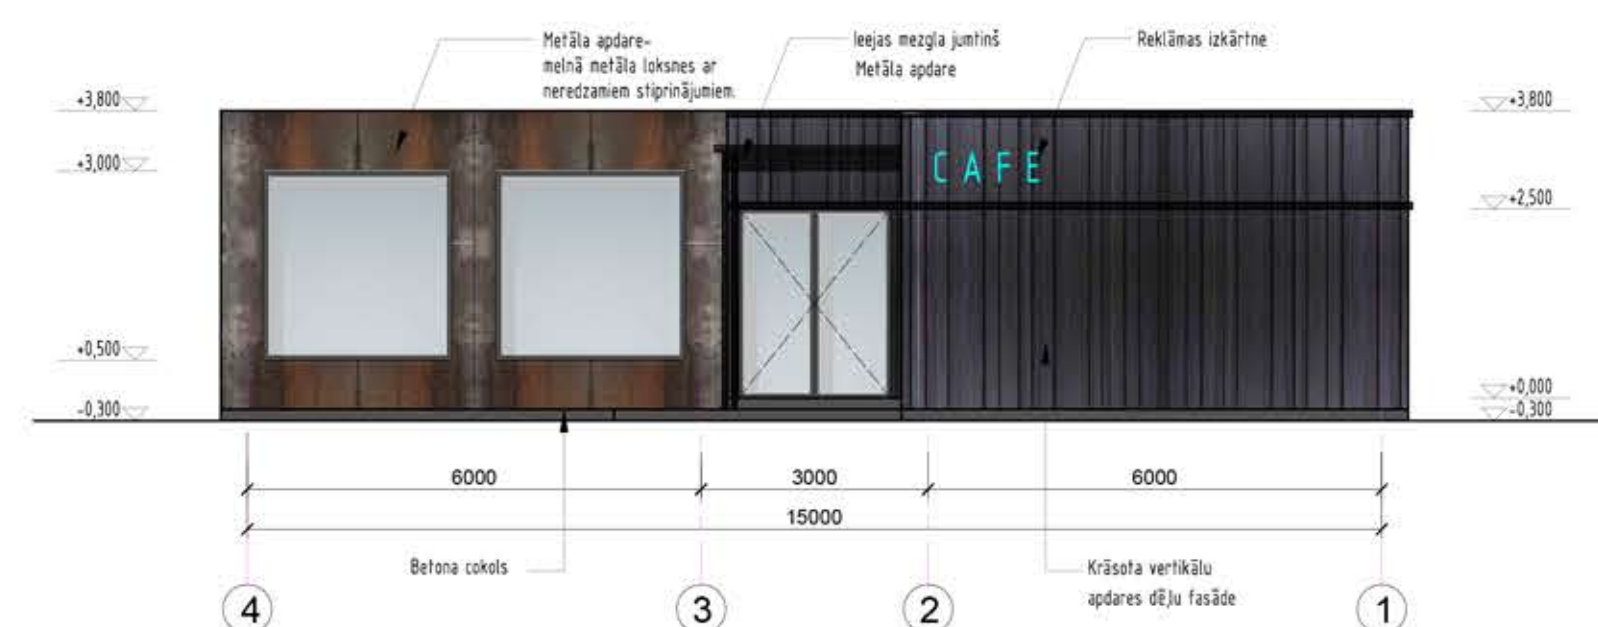 Metāla apdare-
melnā metāla loksnes ar
neredzamiem stiprinājumiem.
Ieejas mezgla jumtiņš
Metāla apdare
Reklāmas izkārtne
+3,800
+3,800
+3,000
CAFE
+2,500
+0,500
+0,000
-0,300
-0,300
6000
3000
6000
15000
Betona cokols
Krāsota vertikālu
apdares dēļu fasāde
4
3
2
1